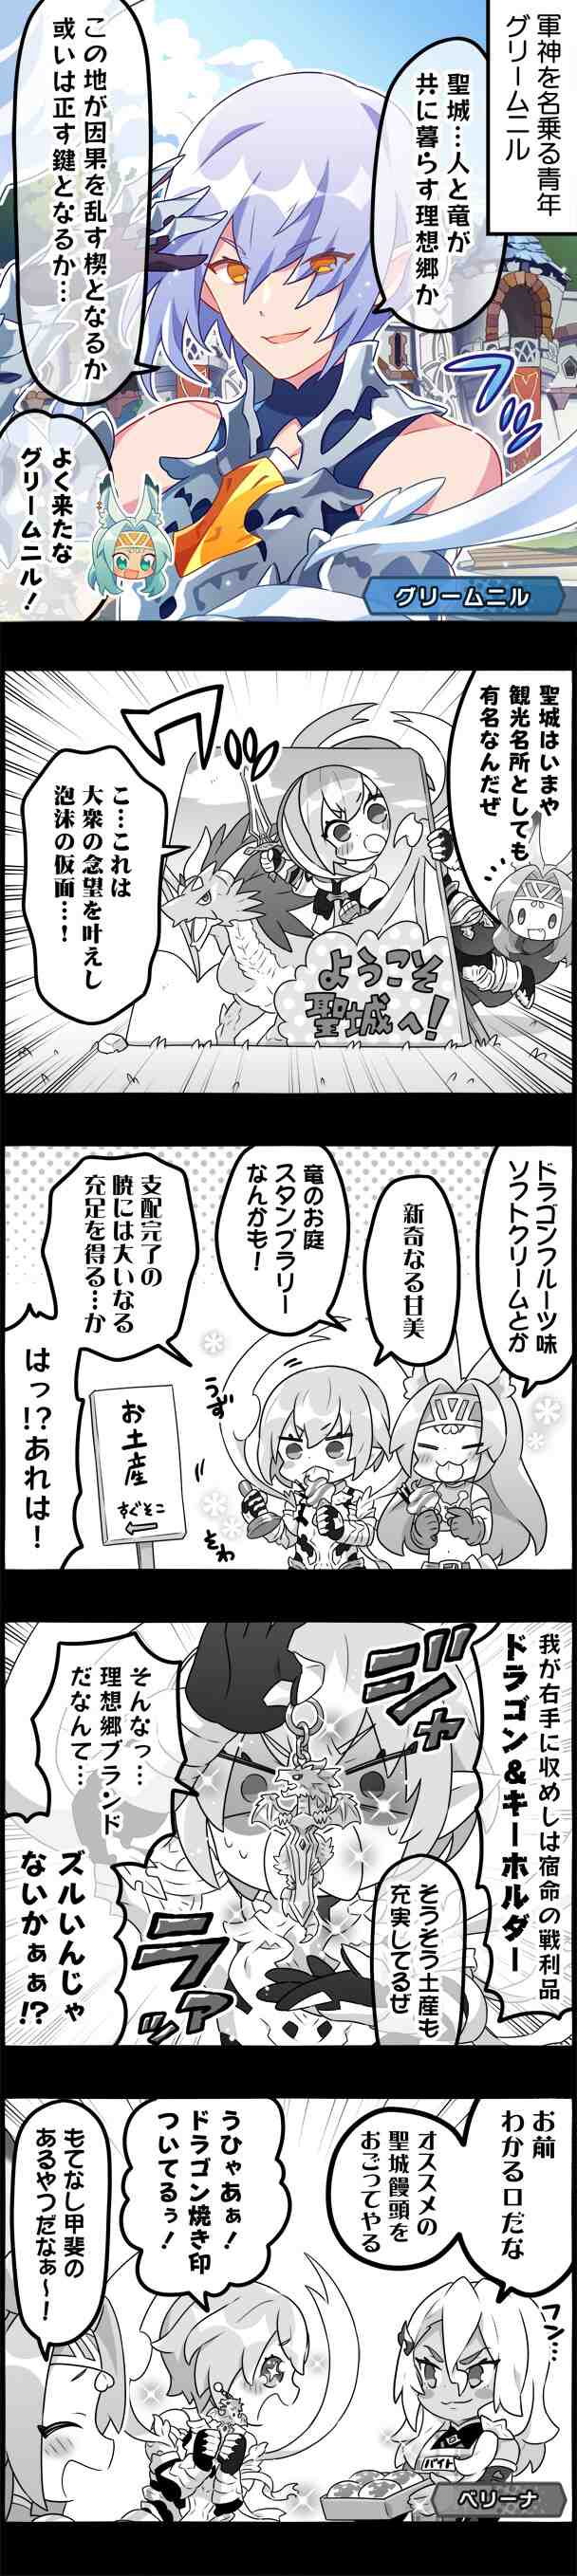 軍神を名乗る青年
グリームニル
聖城…人と竜が
共に暮らす理想郷か
この地が因果を乱す楔となるか
或いは正す鍵となるか…
ブッ
よく来たな
グリームニル！
グリームニル
聖城はいまや
観光名所としても
有名なんだぜ
ワァッ
こ…これは
大衆の念望を叶えし
泡沫の仮面…！
ようこそ
聖城へ！
ドラゴンフルーツ味
ソフトクリームとか
新奇なる甘美
竜のお庭
スタンプラリー
なんかも！
支配完了の
暁には大いなる
充足を得る…か
うず
そわ
お土産
すぐそこ
←
はっ!?あれは！
我が右手に収めしは宿命の戦利品
ドラゴン＆キーホルダー
ジャ
そうそう土産も
充実してるぜ
そんなっ…
理想郷ブランド
だなんて…
ズルいんじゃ
ないかぁぁ!?
ラァッ
お前
わかる口だな
オススメの
聖城饅頭を
おごってやる
フン…
うひゃあぁ！
ドラゴン焼き印
ついてるぅ！
もてなし甲斐の
あるやつだなぁ〜！
バイト
ペリーナ